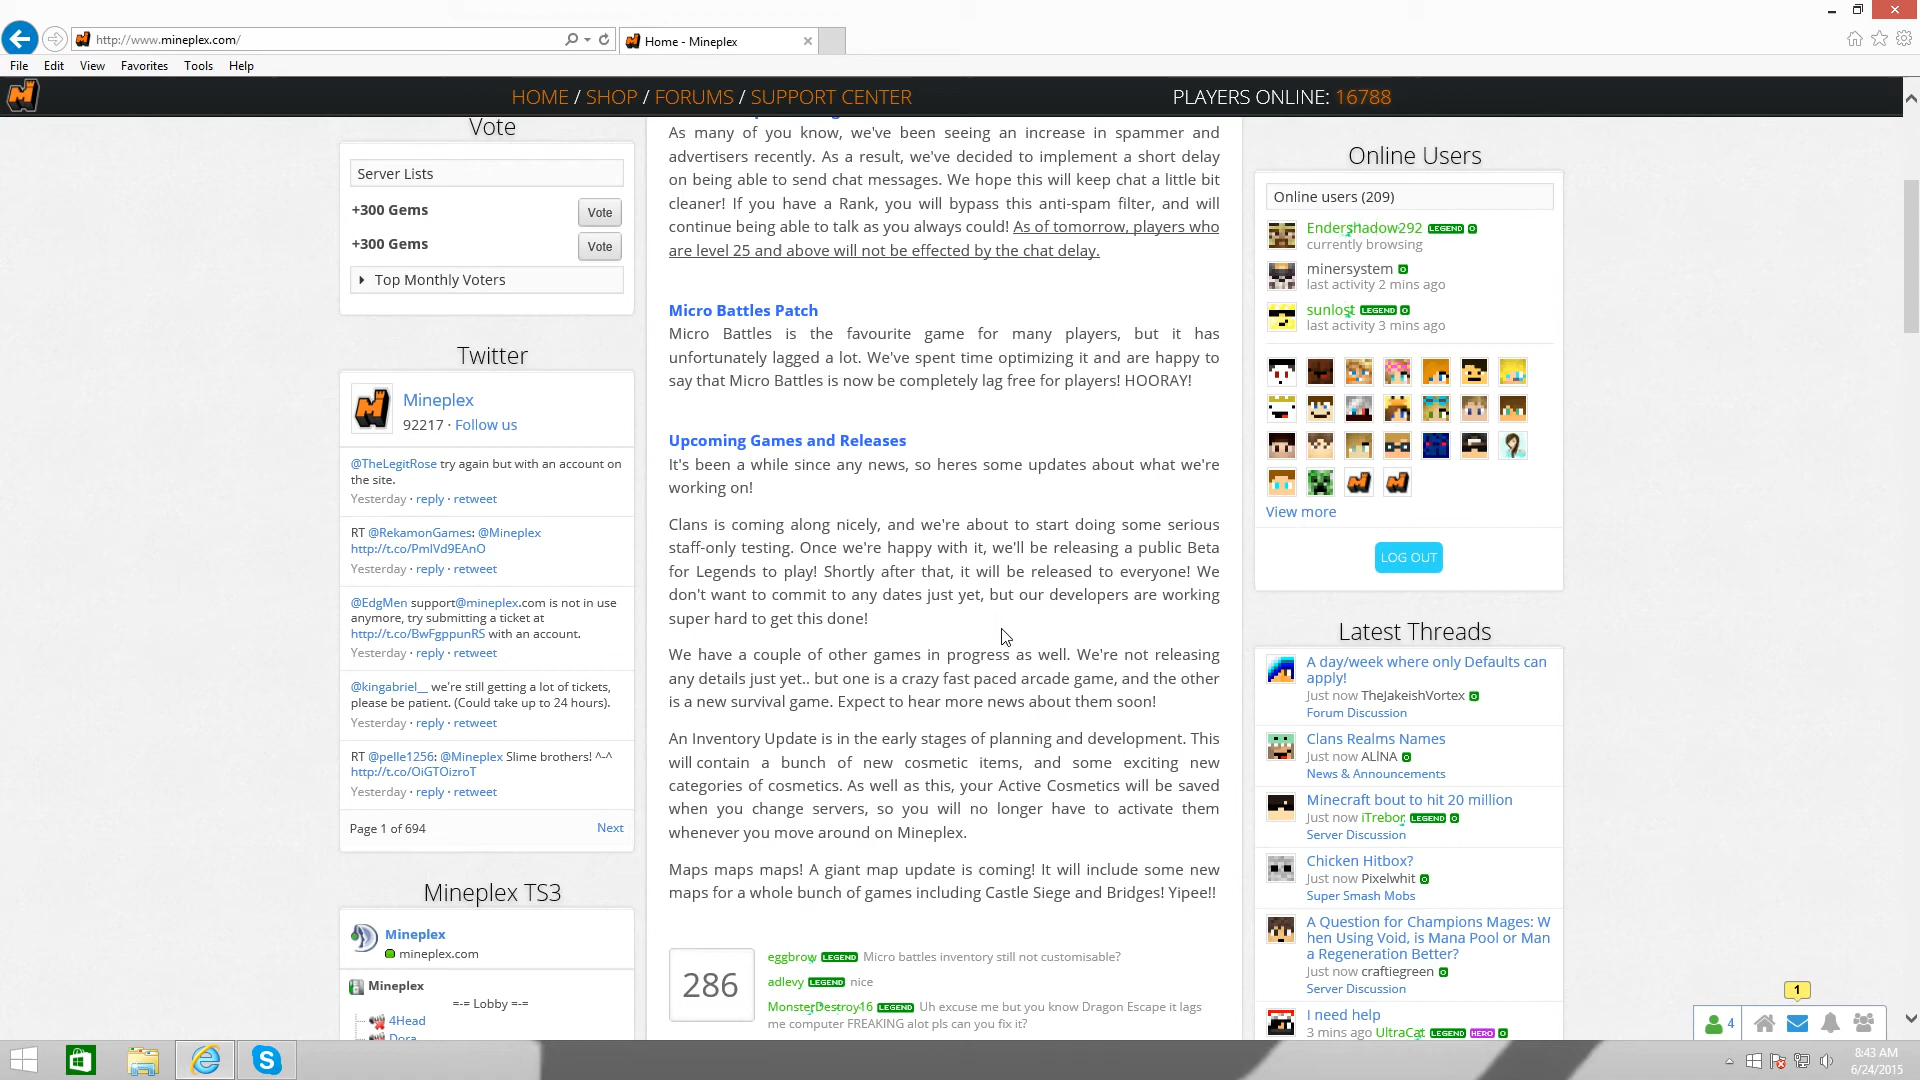 http://www.mineplex.com/
Home - Mineplex
File Edit View Favorites Tools Help
HOME / SHOP / FORUMS / SUPPORT CENTER
PLAYERS ONLINE: 16788
Vote
Server Lists
+300 Gems Vote
+300 Gems Vote
Top Monthly Voters
Twitter
Mineplex
92217 · Follow us
@TheLegitRose try again but with an account on
the site.
Yesterday · reply · retweet
RT @RekamonGames: @Mineplex
http://t.co/PmlVd9EAnO
Yesterday · reply · retweet
@EdgMen support@mineplex.com is not in use
anymore, try submitting a ticket at
http://t.co/BwFgppunRS with an account.
Yesterday · reply · retweet
@kingabriel__ we're still getting a lot of tickets,
please be patient. (Could take up to 24 hours).
Yesterday · reply · retweet
RT @pelle1256: @Mineplex Slime brothers! ^-^
http://t.co/OiGTOizroT
Yesterday · reply · retweet
Page 1 of 694 Next
Mineplex TS3
Mineplex
mineplex.com
Mineplex
=-= Lobby =-=
4Head
Dora
As many of you know, we've been seeing an increase in spammer and
advertisers recently. As a result, we've decided to implement a short delay
on being able to send chat messages. We hope this will keep chat a little bit
cleaner! If you have a Rank, you will bypass this anti-spam filter, and will
continue being able to talk as you always could! As of tomorrow, players who
are level 25 and above will not be effected by the chat delay.
Micro Battles Patch
Micro Battles is the favourite game for many players, but it has
unfortunately lagged a lot. We've spent time optimizing it and are happy to
say that Micro Battles is now be completely lag free for players! HOORAY!
Upcoming Games and Releases
It's been a while since any news, so heres some updates about what we're
working on!
Clans is coming along nicely, and we're about to start doing some serious
staff-only testing. Once we're happy with it, we'll be releasing a public Beta
for Legends to play! Shortly after that, it will be released to everyone! We
don't want to commit to any dates just yet, but our developers are working
super hard to get this done!
We have a couple of other games in progress as well. We're not releasing
any details just yet.. but one is a crazy fast paced arcade game, and the other
is a new survival game. Expect to hear more news about them soon!
An Inventory Update is in the early stages of planning and development. This
will contain a bunch of new cosmetic items, and some exciting new
categories of cosmetics. As well as this, your Active Cosmetics will be saved
when you change servers, so you will no longer have to activate them
whenever you move around on Mineplex.
Maps maps maps! A giant map update is coming! It will include some new
maps for a whole bunch of games including Castle Siege and Bridges! Yipee!!
286
eggbrow LEGEND Micro battles inventory still not customisable?
adlevy LEGEND nice
MonsterDestroy16 LEGEND Uh excuse me but you know Dragon Escape it lags
me computer FREAKING alot pls can you fix it?
Online Users
Online users (209)
Endershadow292 LEGEND O
currently browsing
minersystem O
last activity 2 mins ago
sunlost LEGEND O
last activity 3 mins ago
View more
LOG OUT
Latest Threads
A day/week where only Defaults can
apply!
Just now TheJakeishVortex O
Forum Discussion
Clans Realms Names
Just now ALlNA O
News & Announcements
Minecraft bout to hit 20 million
Just now iTrebor LEGEND O
Server Discussion
Chicken Hitbox?
Just now Pixelwhit O
Super Smash Mobs
A Question for Champions Mages: W
hen Using Void, is Mana Pool or Man
a Regeneration Better?
Just now craftiegreen O
Server Discussion
I need help
3 mins ago UltraCat LEGEND HERO O
1
4
8:43 AM
6/24/2015